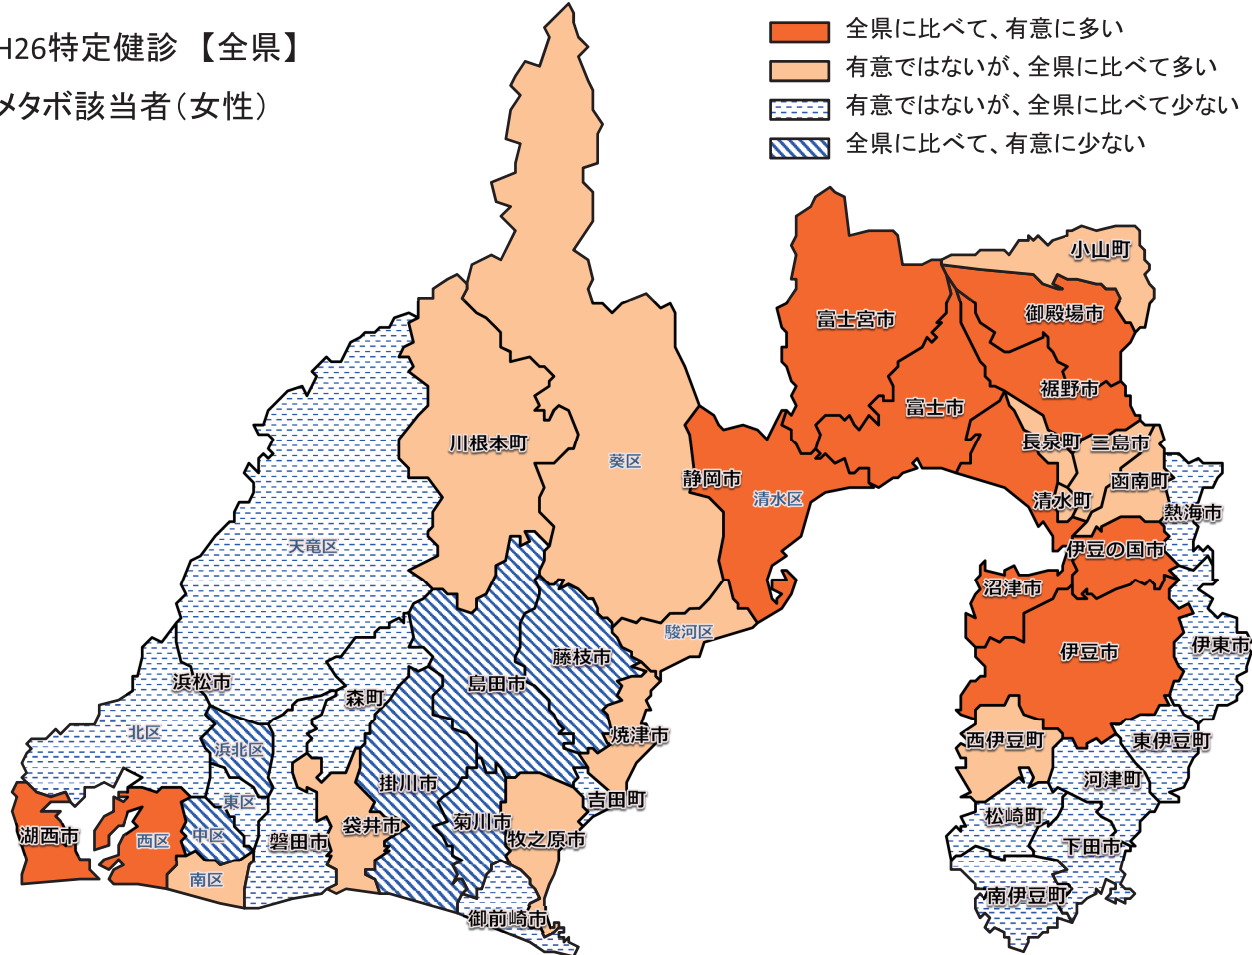 H26特定健診 【全県】
メタボ該当者(女性)
全県に比べて、有意に多い
有意ではないが、全県に比べて多い
有意ではないが、全県に比べて少ない
全県に比べて、有意に少ない
小山町
御殿場市
富士宮市
裾野市
富士市
長泉町
三島市
川根本町
葵区
静岡市
清水区
函南町
清水町
熱海市
天竜区
伊豆の国市
沼津市
駿河区
伊東市
伊豆市
藤枝市
島田市
浜松市
森町
北区
焼津市
西伊豆町
東伊豆町
浜北区
掛川市
河津町
東区
吉田町
松崎町
湖西市
西区
中区
磐田市
袋井市
菊川市
牧之原市
下田市
南区
南伊豆町
御前崎市